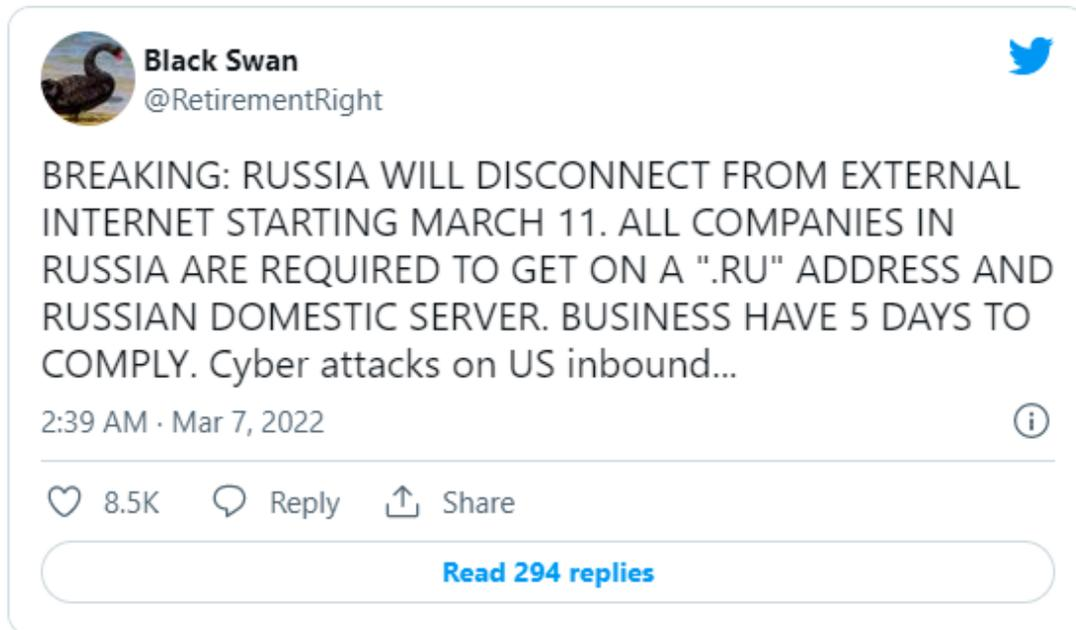 Black Swan
@RetirementRight
BREAKING: RUSSIA WILL DISCONNECT FROM EXTERNAL
INTERNET STARTING MARCH 11. ALL COMPANIES IN
RUSSIA ARE REQUIRED TO GET ON A ".RU" ADDRESS AND
RUSSIAN DOMESTIC SERVER. BUSINESS HAVE 5 DAYS TO
COMPLY. Cyber attacks on US inbound...
2:39 AM · Mar 7, 2022
8.5K Reply Share
Read 294 replies